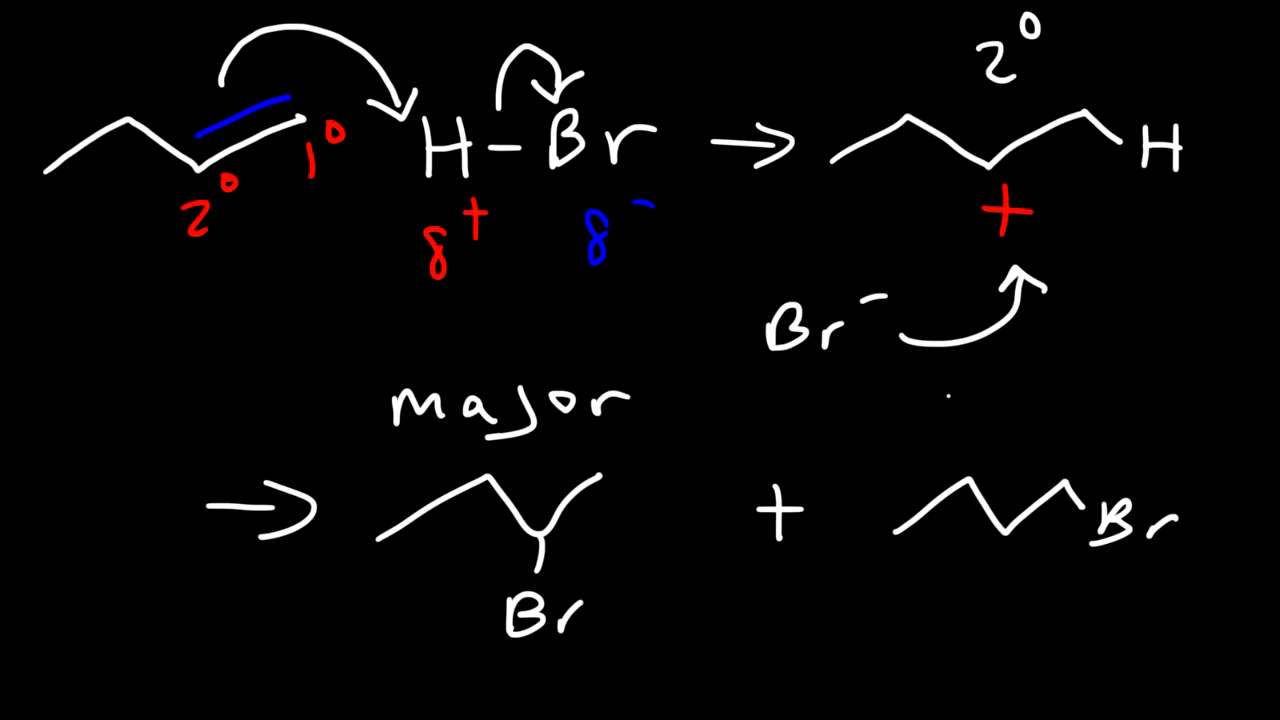 2°
H-Br →
1°
2°
δ+ δ-
H
+
Br-
Major
→ + Br
Br